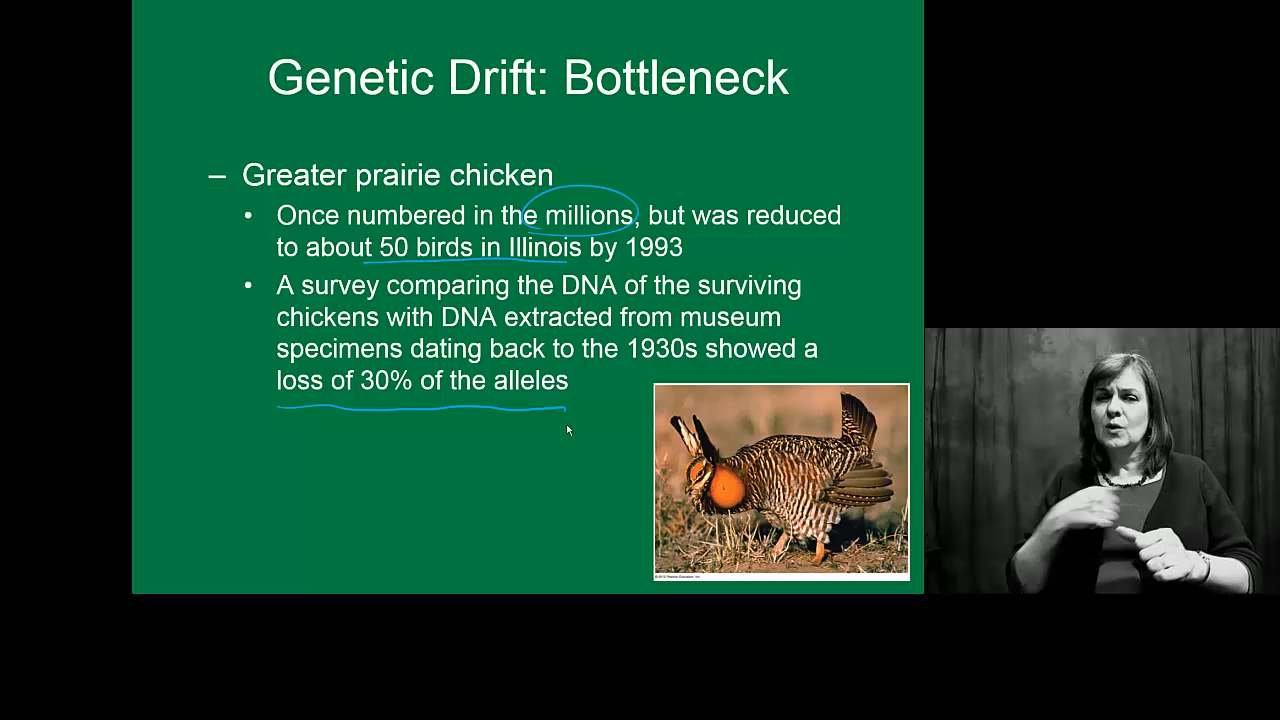 Genetic Drift: Bottleneck
– Greater prairie chicken
• Once numbered in the millions, but was reduced
to about 50 birds in Illinois by 1993
• A survey comparing the DNA of the surviving
chickens with DNA extracted from museum
specimens dating back to the 1930s showed a
loss of 30% of the alleles